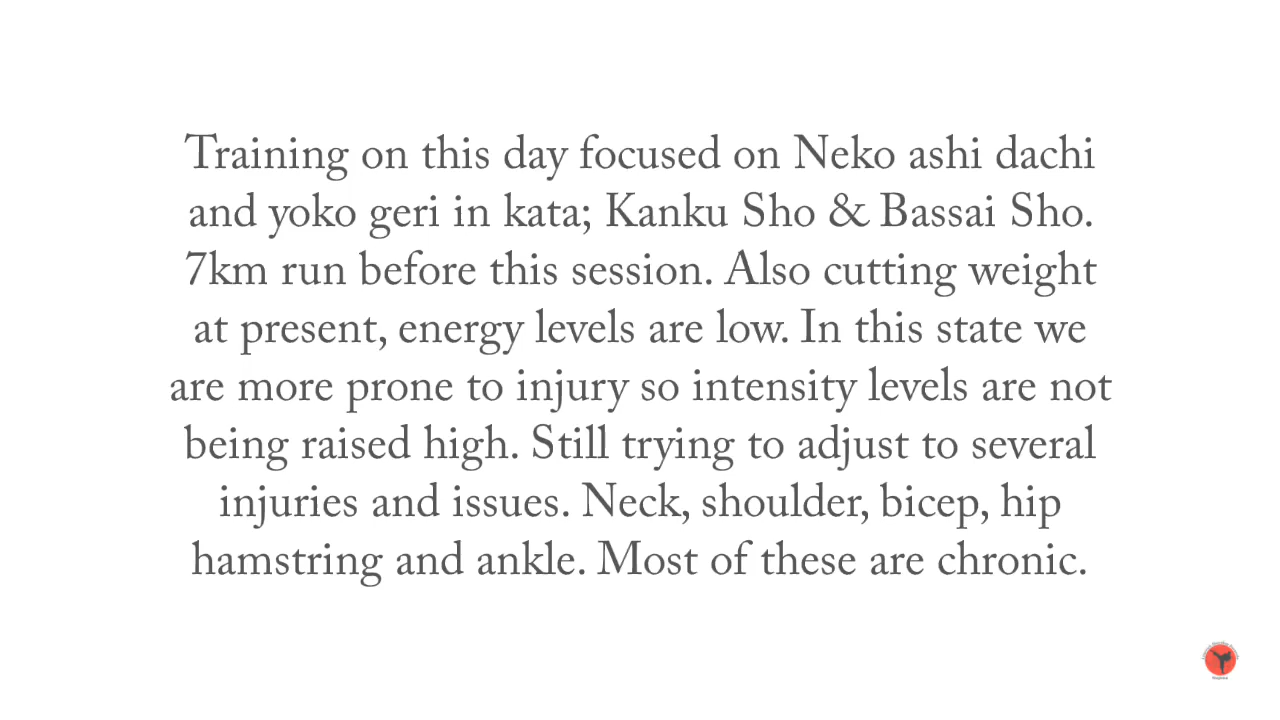 Training on this day focused on Neko ashi dachi
and yoko geri in kata; Kanku Sho & Bassai Sho.
7km run before this session. Also cutting weight
at present, energy levels are low. In this state we
are more prone to injury so intensity levels are not
being raised high. Still trying to adjust to several
injuries and issues. Neck, shoulder, bicep, hip
hamstring and ankle. Most of these are chronic.